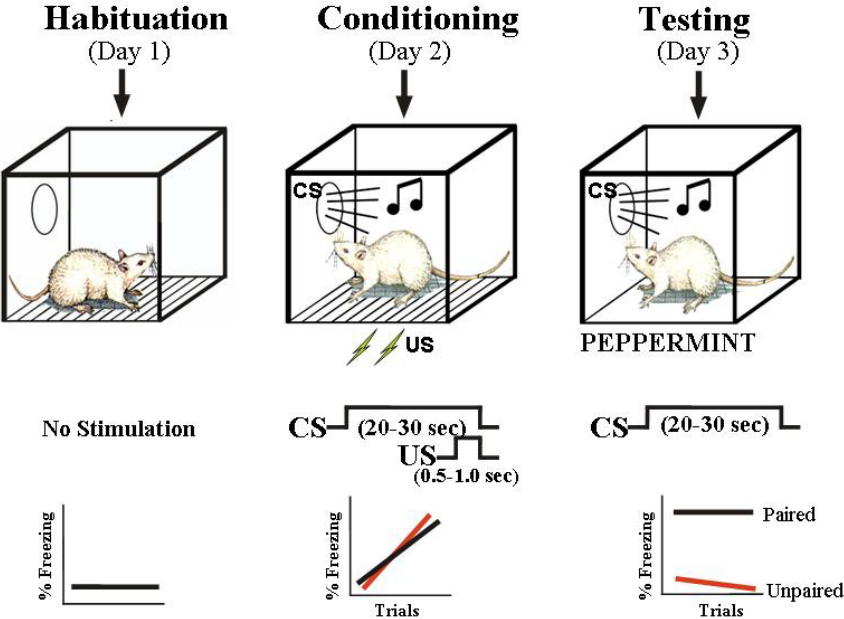 Habituation
(Day 1)
Conditioning
(Day 2)
Testing
(Day 3)
CS
US
CS
PEPPERMINT
No Stimulation
CS
(20-30 sec)
US
(0.5-1.0 sec)
CS
(20-30 sec)
% Freezing
% Freezing
Trials
% Freezing
Paired
Unpaired
Trials